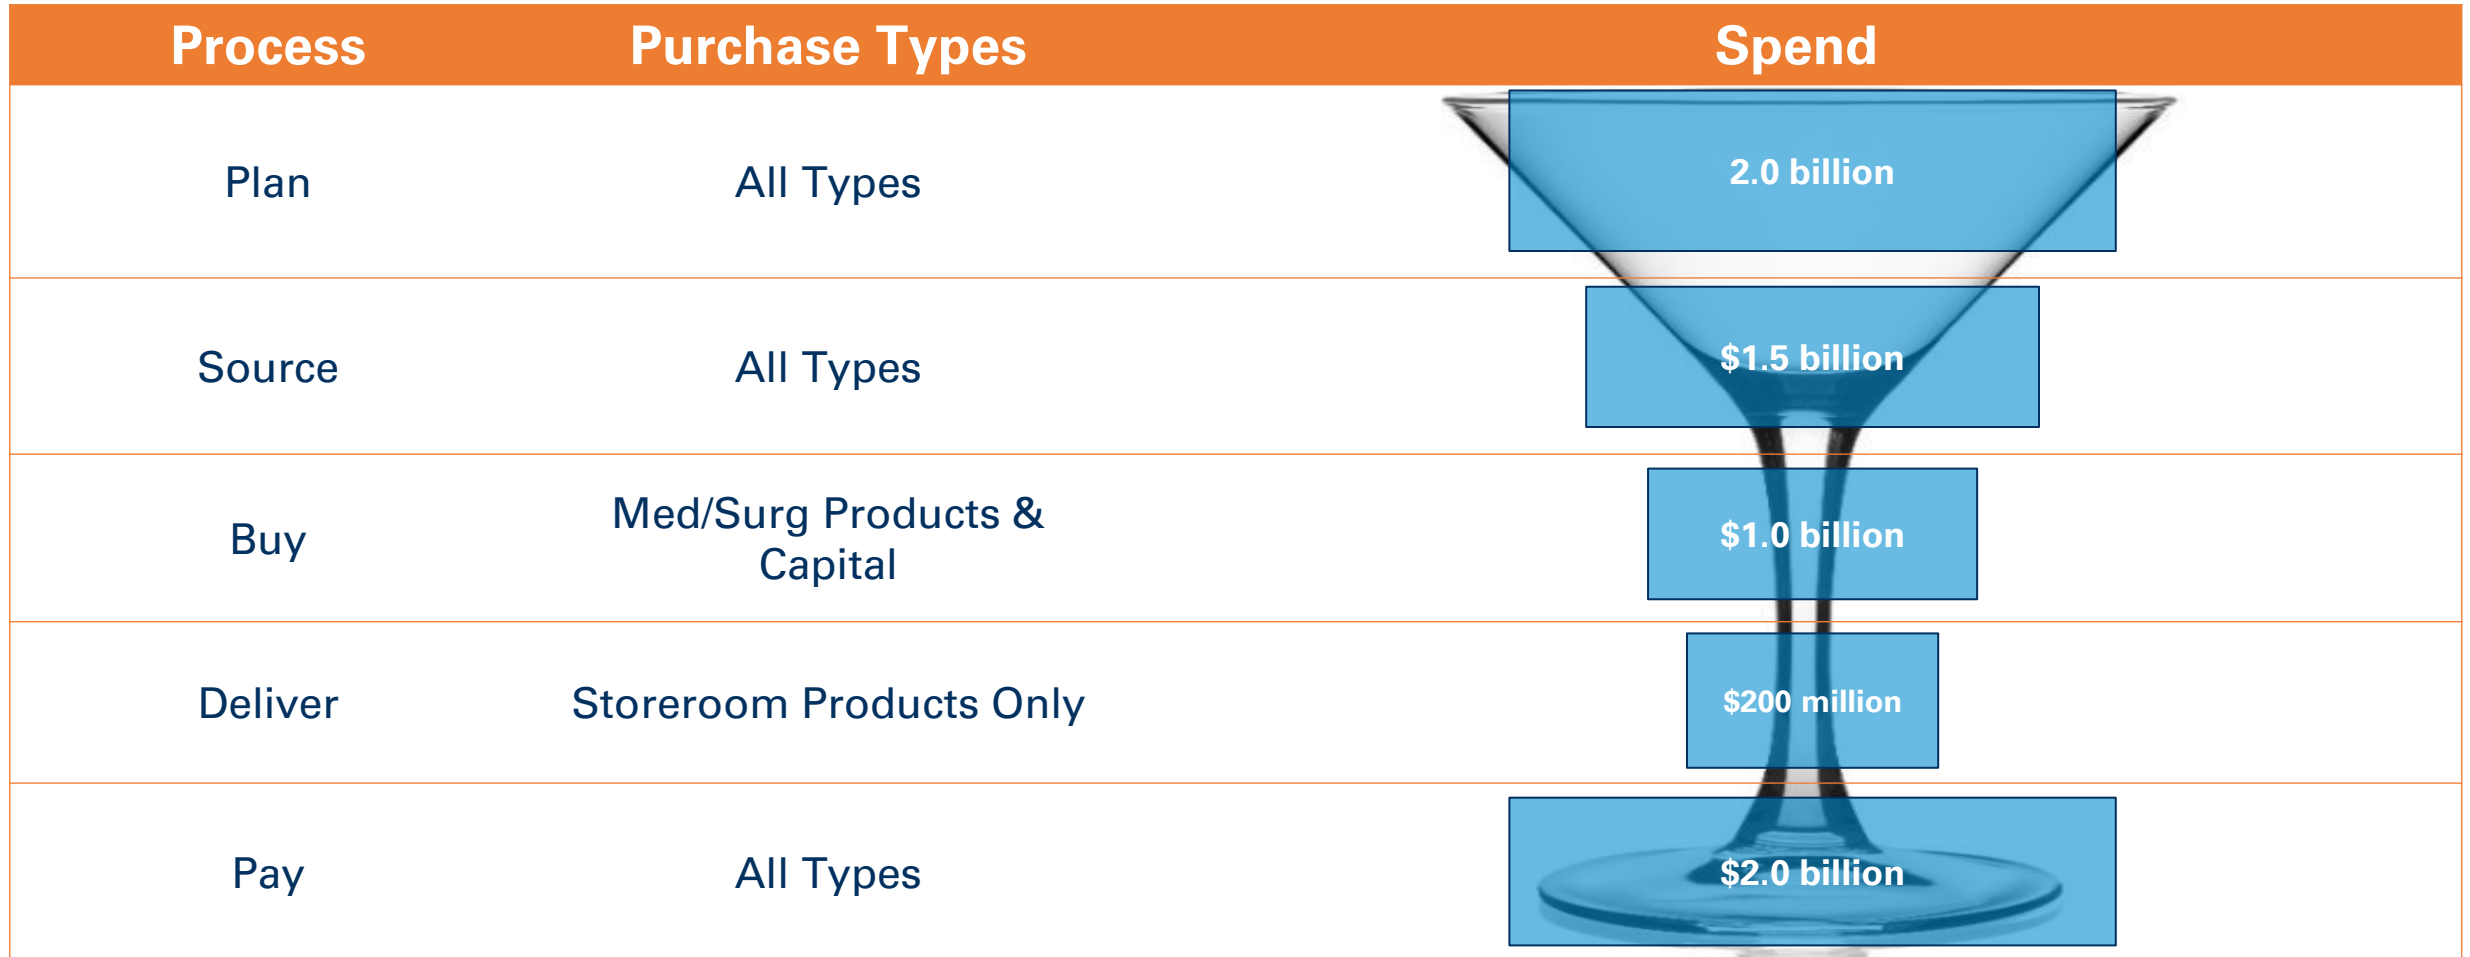 Process Purchase Types Spend
Plan All Types 2.0 billion
Source All Types $1.5 billion
Med/Surg Products &
Buy $1.0 billion
Capital
Deliver Storeroom Products Only $200 million
Pay All Types $2.0 billion